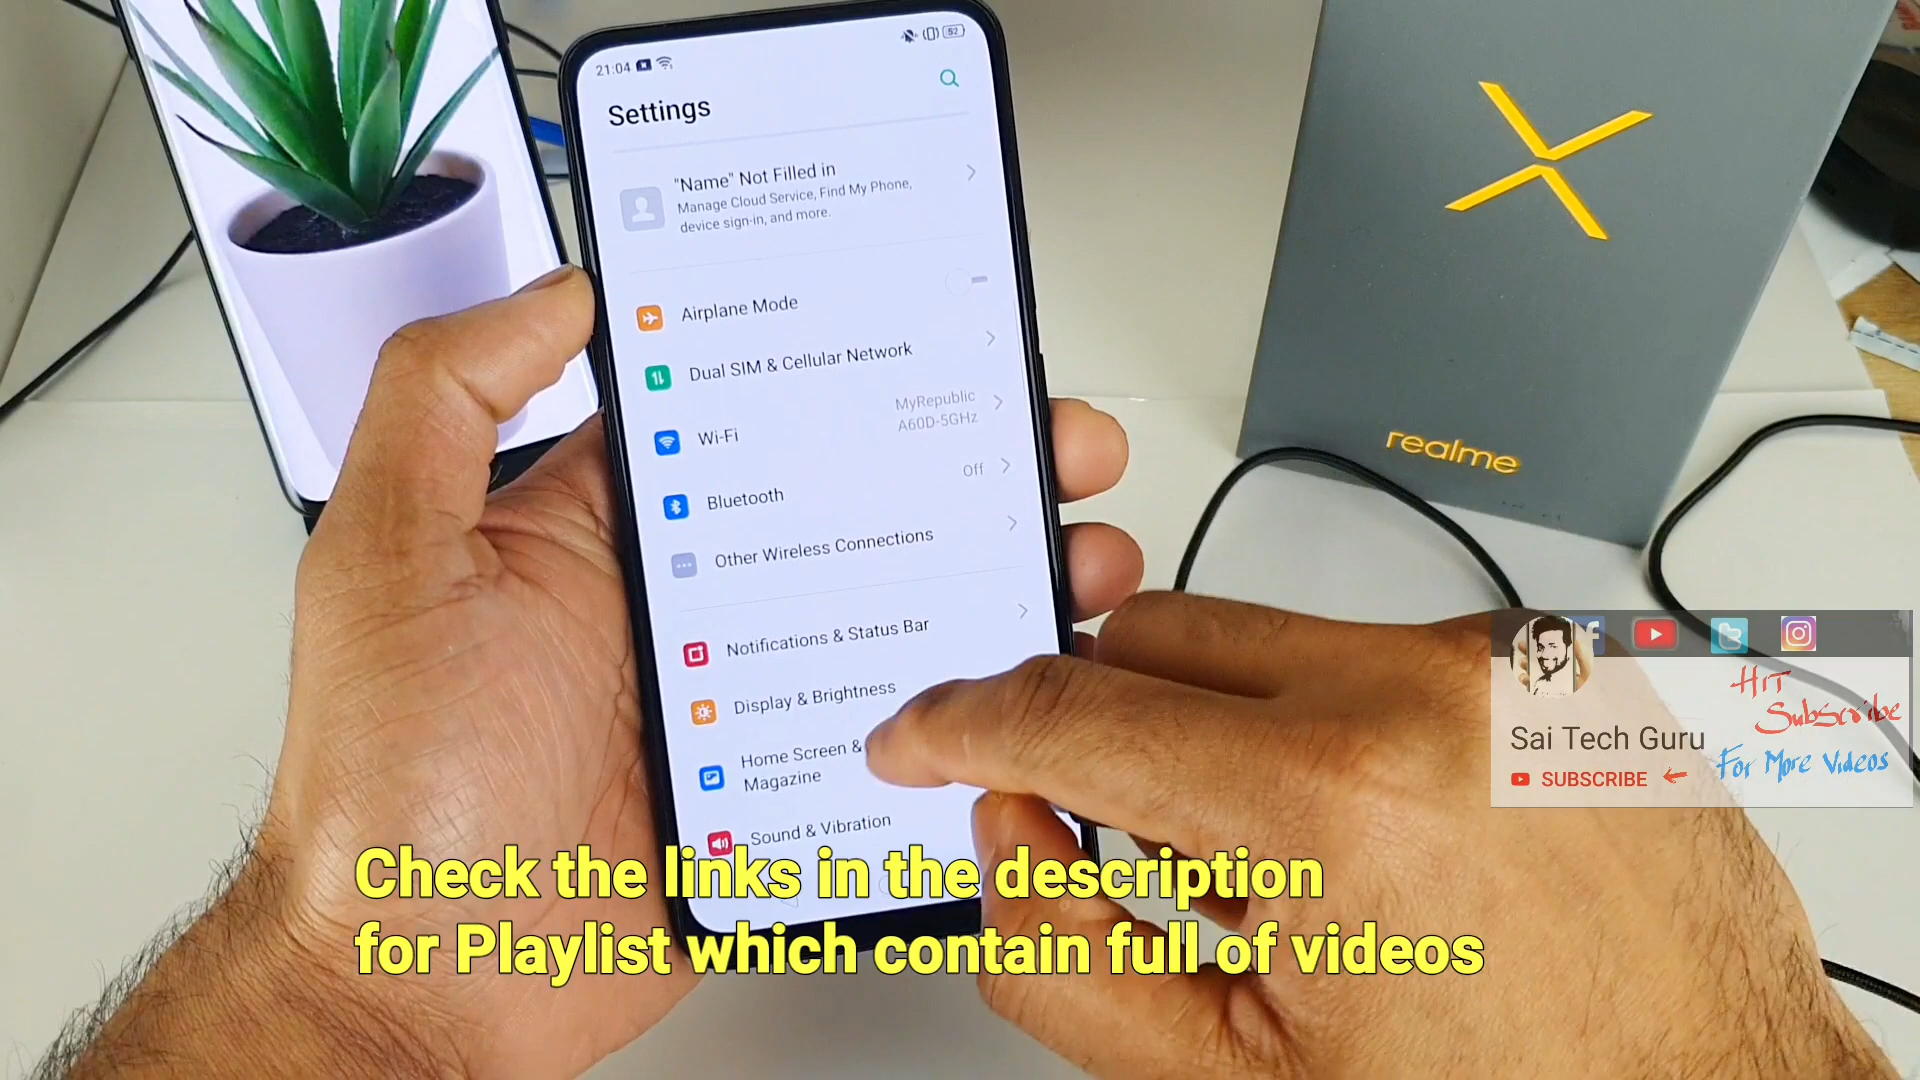 21:04
52
Settings
"Name" Not Filled in
Manage Cloud Service, Find My Phone,
device sign-in, and more.
Airplane Mode
Dual SIM & Cellular Network
Wi-Fi
MyRepublic
A60D-5GHz
Bluetooth
Off
Other Wireless Connections
Notifications & Status Bar
Display & Brightness
Home Screen &
Magazine
Sound & Vibration
realme
Hit
Subscribe
For More Videos
Sai Tech Guru
SUBSCRIBE
Check the links in the description
for Playlist which contain full of videos